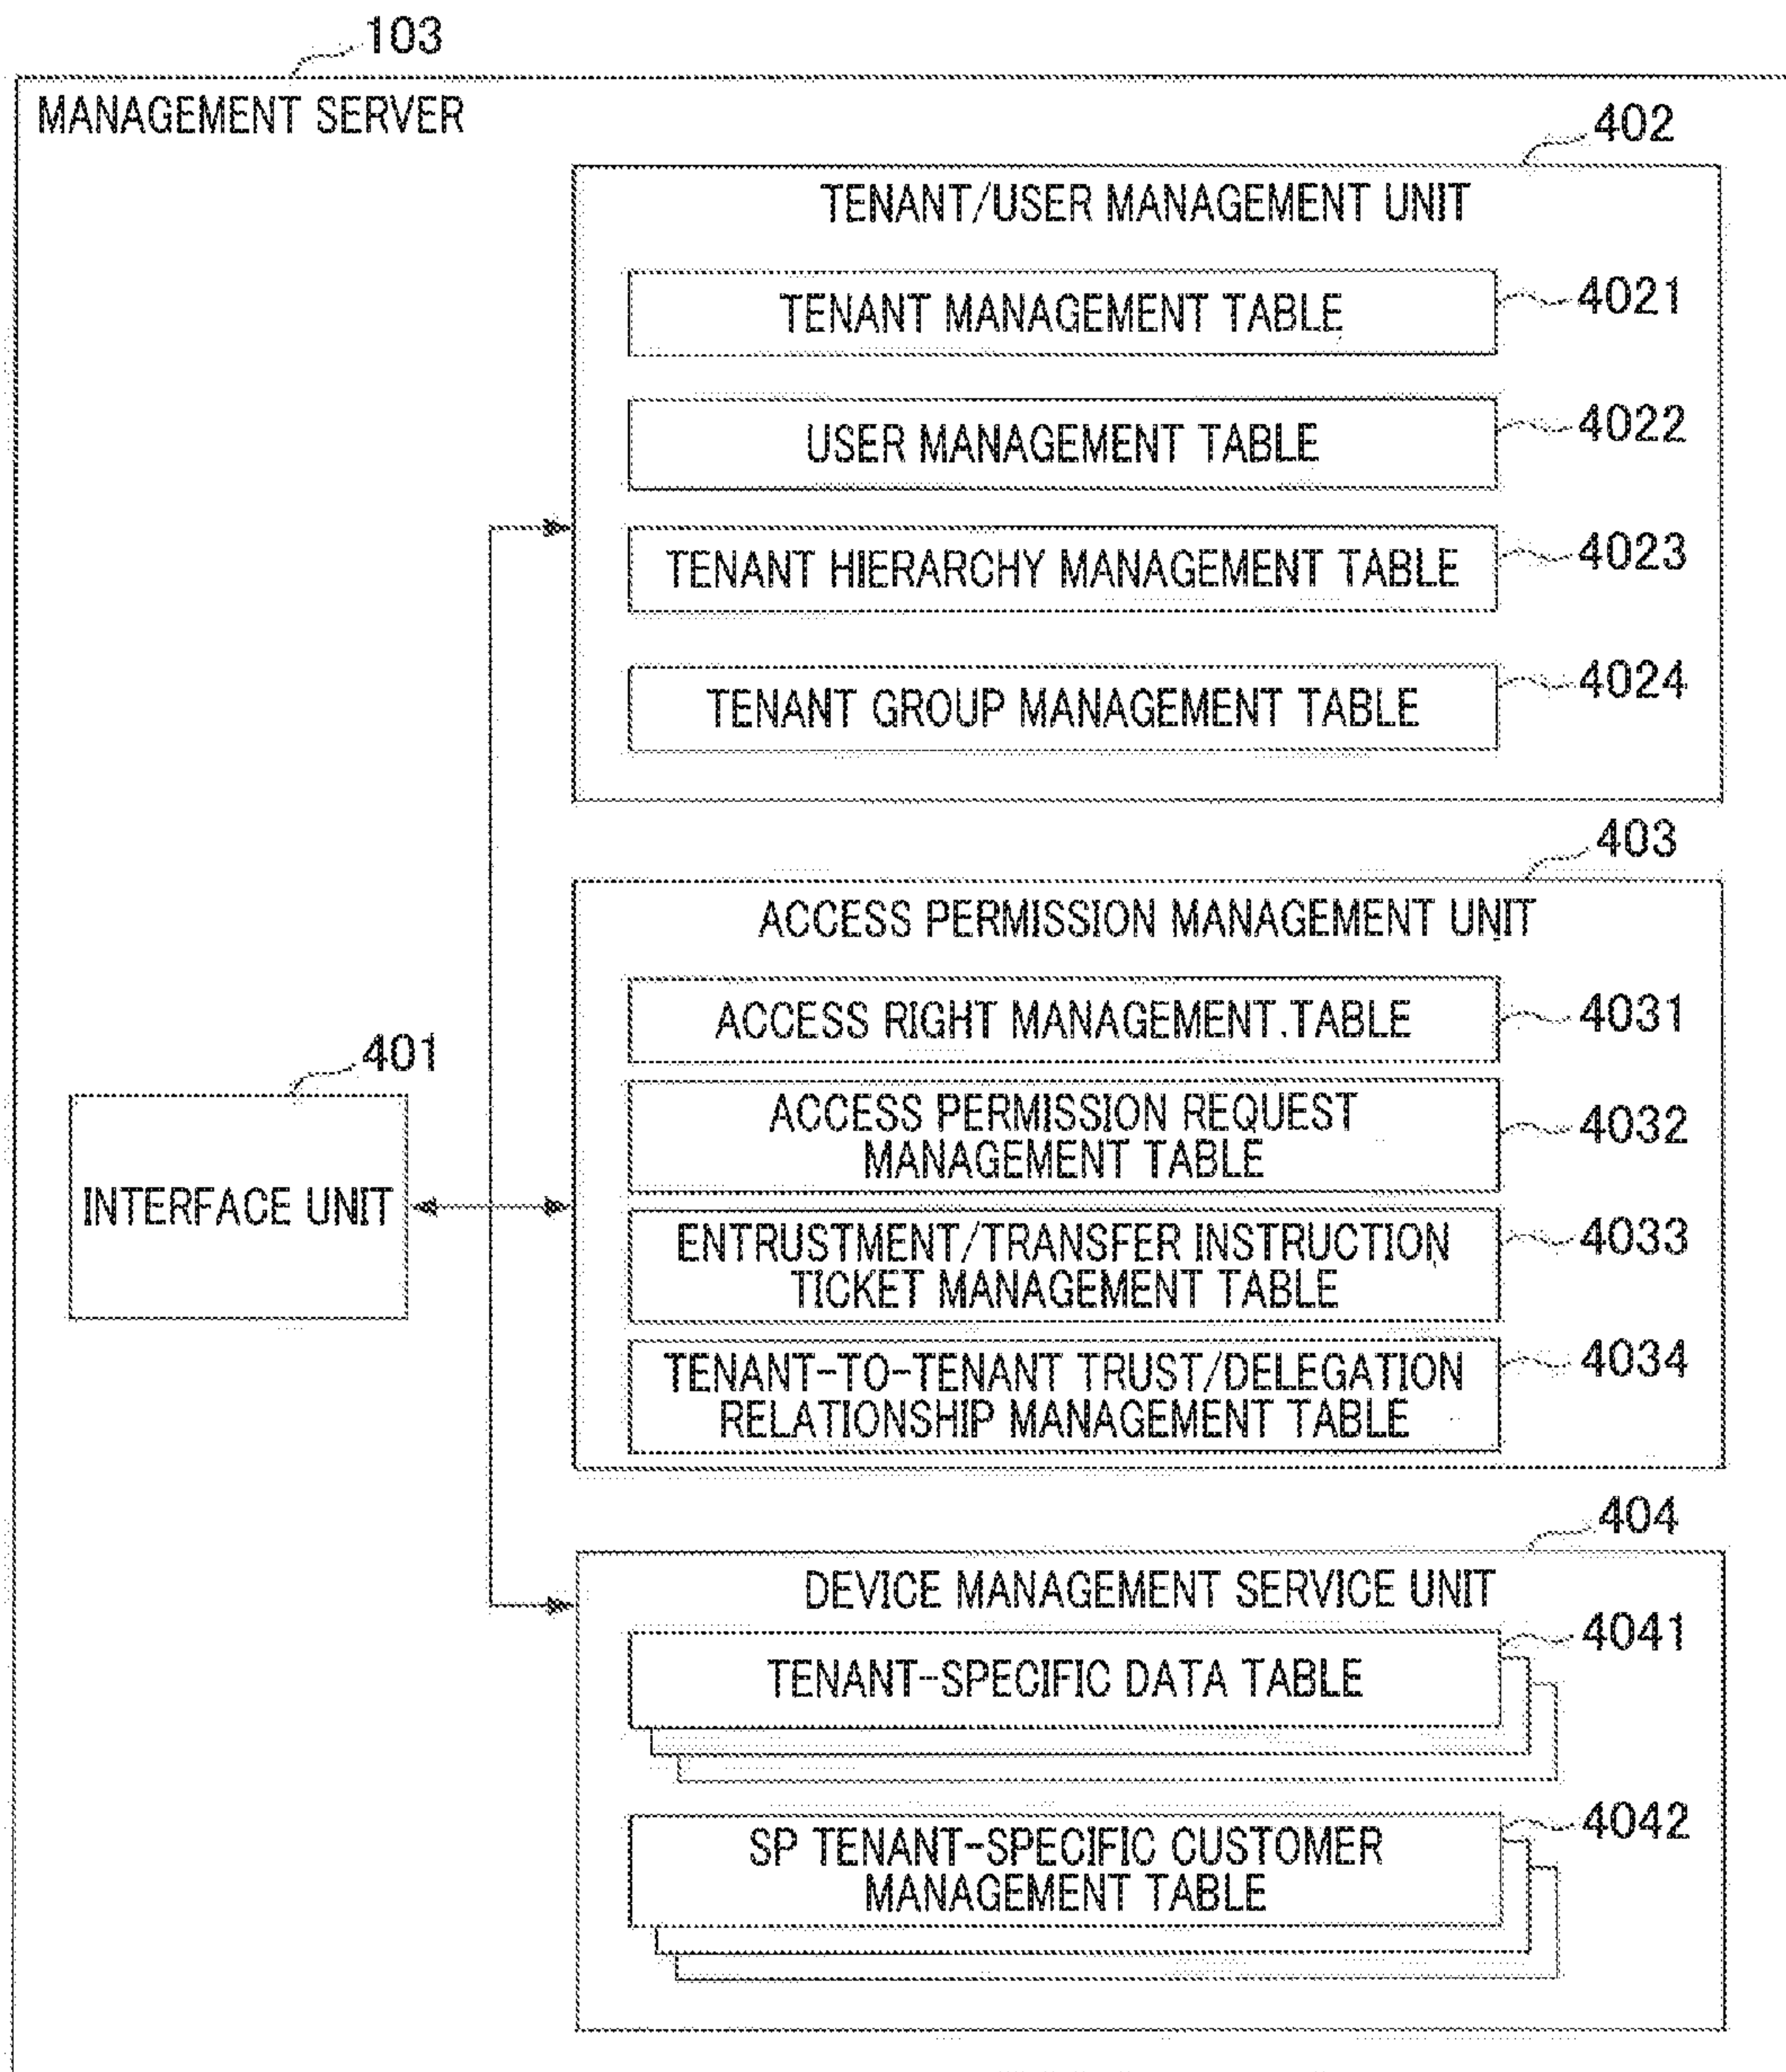 103
MANAGEMENT SERVER
402
TENANT/USER MANAGEMENT UNIT
TENANT MANAGEMENT TABLE
4021
USER MANAGEMENT TABLE
4022
TENANT HIERARCHY MANAGEMENT TABLE
4023
TENANT GROUP MANAGEMENT TABLE
4024
403
ACCESS PERMISSION MANAGEMENT UNIT
ACCESS RIGHT MANAGEMENT TABLE
4031
401
INTERFACE UNIT
ACCESS PERMISSION REQUEST
MANAGEMENT TABLE
4032
ENTRUSTMENT/TRANSFER INSTRUCTION
TICKET MANAGEMENT TABLE
4033
TENANT-TO-TENANT TRUST/DELEGATION
RELATIONSHIP MANAGEMENT TABLE
4034
404
DEVICE MANAGEMENT SERVICE UNIT
TENANT-SPECIFIC DATA TABLE
4041
SP TENANT-SPECIFIC CUSTOMER
MANAGEMENT TABLE
4042